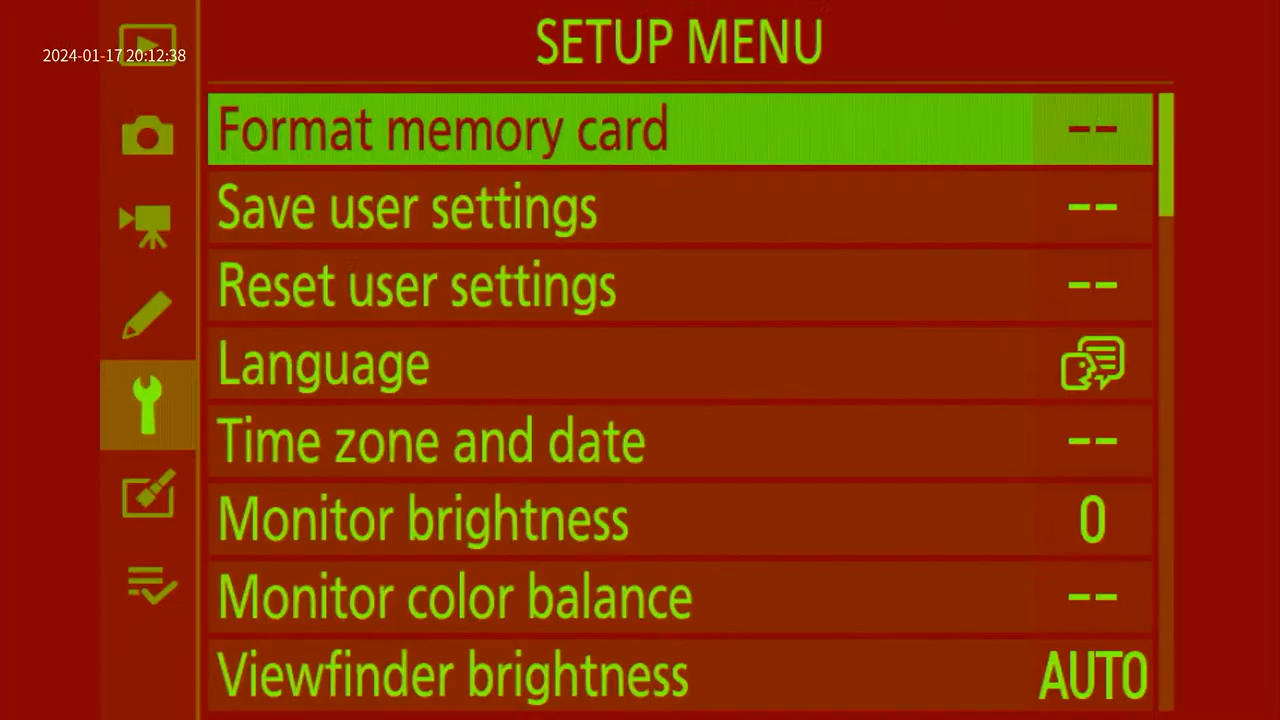 SETUP MENU
2024-01-17 20:12:38
Format memory card --
Save user settings --
Reset user settings --
Language
Time zone and date --
Monitor brightness 0
Monitor color balance --
Viewfinder brightness AUTO